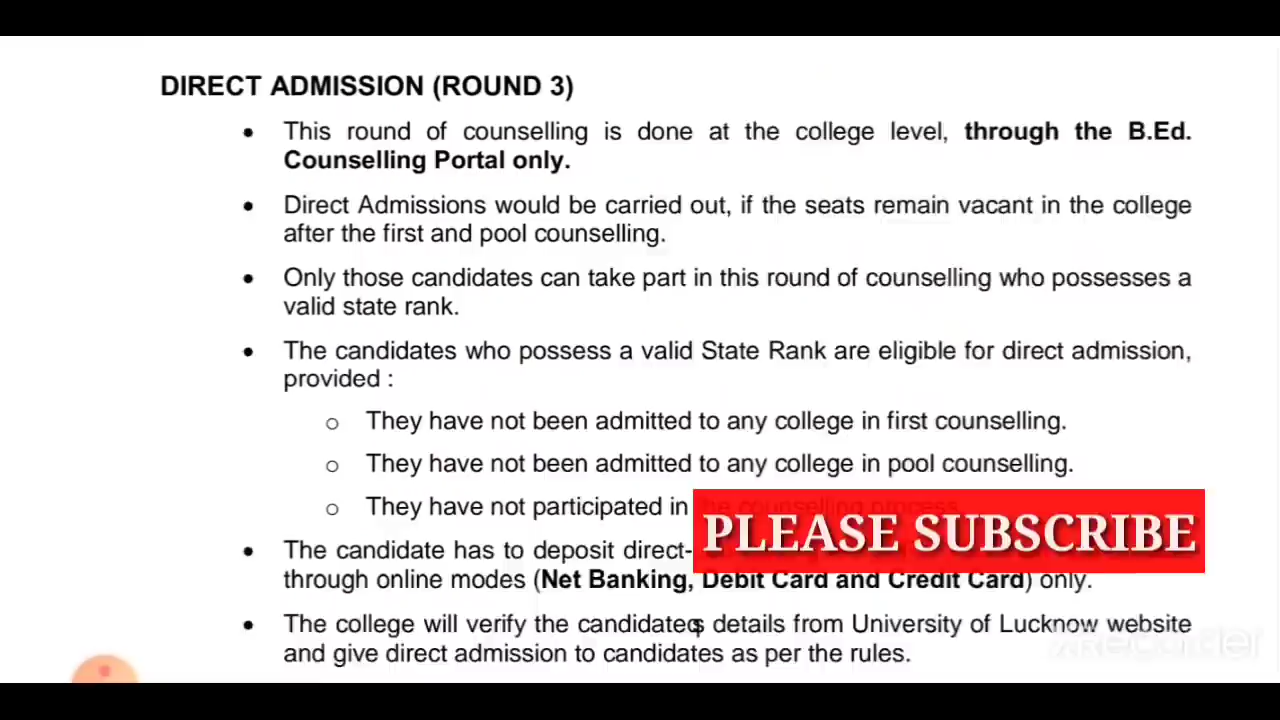 DIRECT ADMISSION (ROUND 3)
• This round of counselling is done at the college level, through the B.Ed.
Counselling Portal only.
• Direct Admissions would be carried out, if the seats remain vacant in the college
after the first and pool counselling.
• Only those candidates can take part in this round of counselling who possesses a
valid state rank.
• The candidates who possess a valid State Rank are eligible for direct admission,
provided :
o They have not been admitted to any college in first counselling.
o They have not been admitted to any college in pool counselling.
o They have not participated in the counselling process.
PLEASE SUBSCRIBE
• The candidate has to deposit direct-
through online modes (Net Banking, Debit Card and Credit Card) only.
• The college will verify the candidates details from University of Lucknow website
and give direct admission to candidates as per the rules.